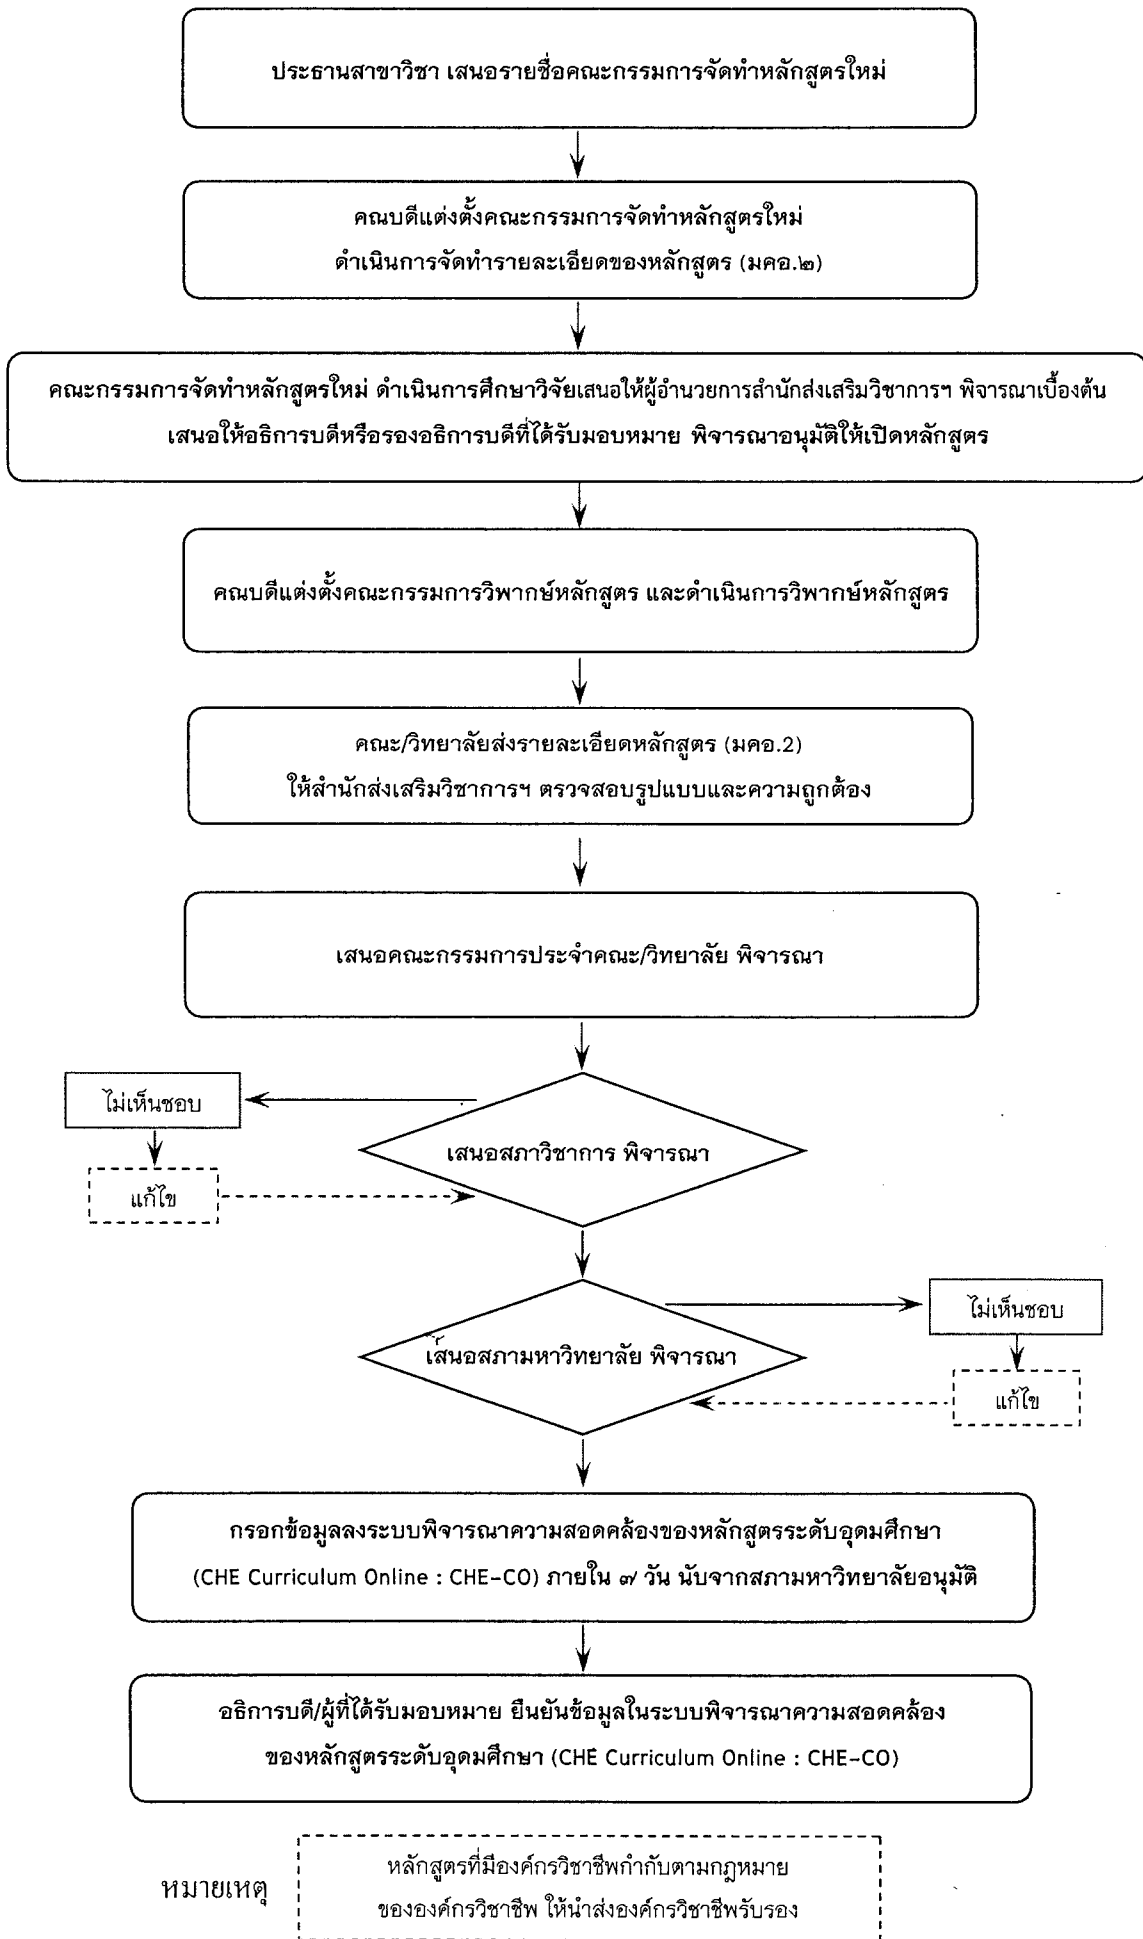 ประธานสาขาวิชา เสนอรายชื่อคณะกรรมการจัดทำหลักสูตรใหม่
คณบดีแต่งตั้งคณะกรรมการจัดทำหลักสูตรใหม่
ดำเนินการจัดทำรายละเอียดของหลักสูตร (มคอ.๒)
คณะกรรมการจัดทำหลักสูตรใหม่ ดำเนินการศึกษาวิจัยเสนอให้ผู้อำนวยการสำนักส่งเสริมวิชาการฯ พิจารณาเบื้องต้น
เสนอให้อธิการบดีหรือรองอธิการบดีที่ได้รับมอบหมาย พิจารณาอนุมัติให้เปิดหลักสูตร
คณบดีแต่งตั้งคณะกรรมการวิพากษ์หลักสูตร และดำเนินการวิพากษ์หลักสูตร
คณะ/วิทยาลัยส่งรายละเอียดหลักสูตร (มคอ.2)
ให้สำนักส่งเสริมวิชาการฯ ตรวจสอบรูปแบบและความถูกต้อง
เสนอคณะกรรมการประจำคณะ/วิทยาลัย พิจารณา
ไม่เห็นชอบ
เสนอสภาวิชาการ พิจารณา
แก้ไข
ไม่เห็นชอบ
เสนอสภามหาวิทยาลัย พิจารณา
แก้ไข
กรอกข้อมูลลงระบบพิจารณาความสอดคล้องของหลักสูตรระดับอุดมศึกษา
(CHE Curriculum Online : CHE-CO) ภายใน ๗ วัน นับจากสภามหาวิทยาลัยอนุมัติ
อธิการบดี/ผู้ที่ได้รับมอบหมาย ยืนยันข้อมูลในระบบพิจารณาความสอดคล้อง
ของหลักสูตรระดับอุดมศึกษา (CHE Curriculum Online : CHE-CO)
หมายเหตุ
หลักสูตรที่มีองค์กรวิชาชีพกำกับตามกฎหมาย
ขององค์กรวิชาชีพ ให้นำส่งองค์กรวิชาชีพรับรอง